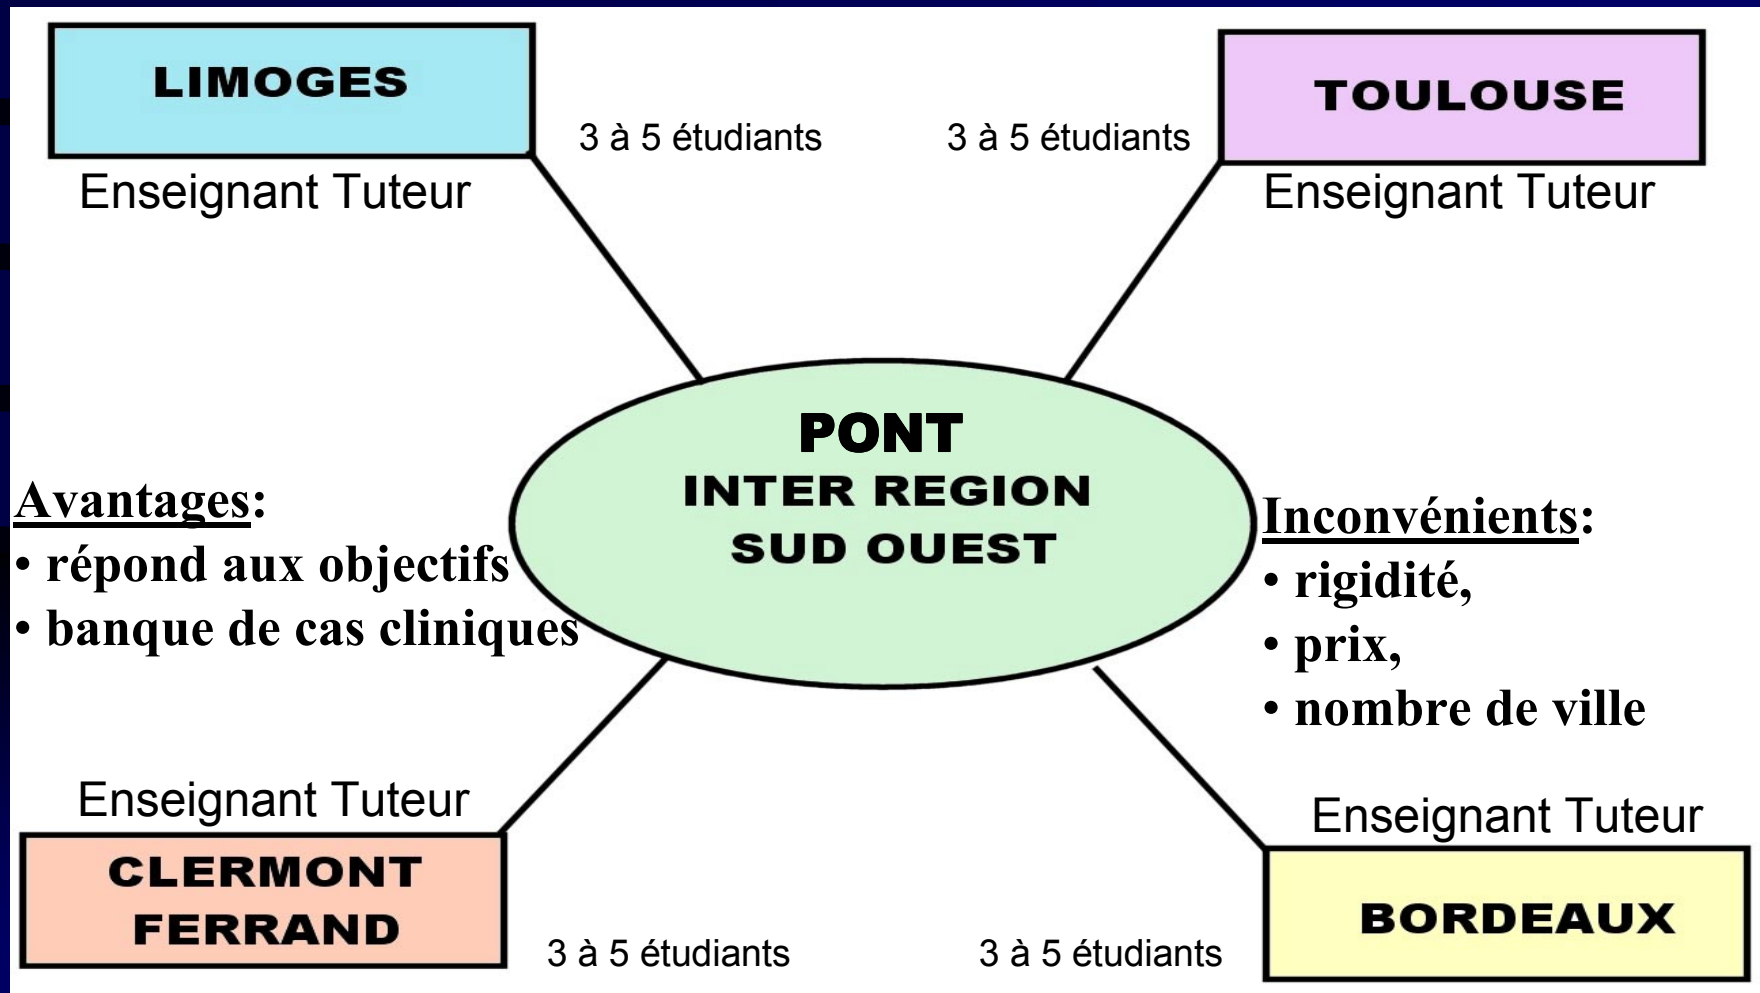 LIMOGES
3 à 5 étudiants
Enseignant Tuteur
TOULOUSE
3 à 5 étudiants
Enseignant Tuteur
PONT
INTER REGION
SUD OUEST
Avantages:
• répond aux objectifs
• banque de cas cliniques
Inconvénients:
• rigidité,
• prix,
• nombre de ville
Enseignant Tuteur
CLERMONT
FERRAND
3 à 5 étudiants
Enseignant Tuteur
BORDEAUX
3 à 5 étudiants